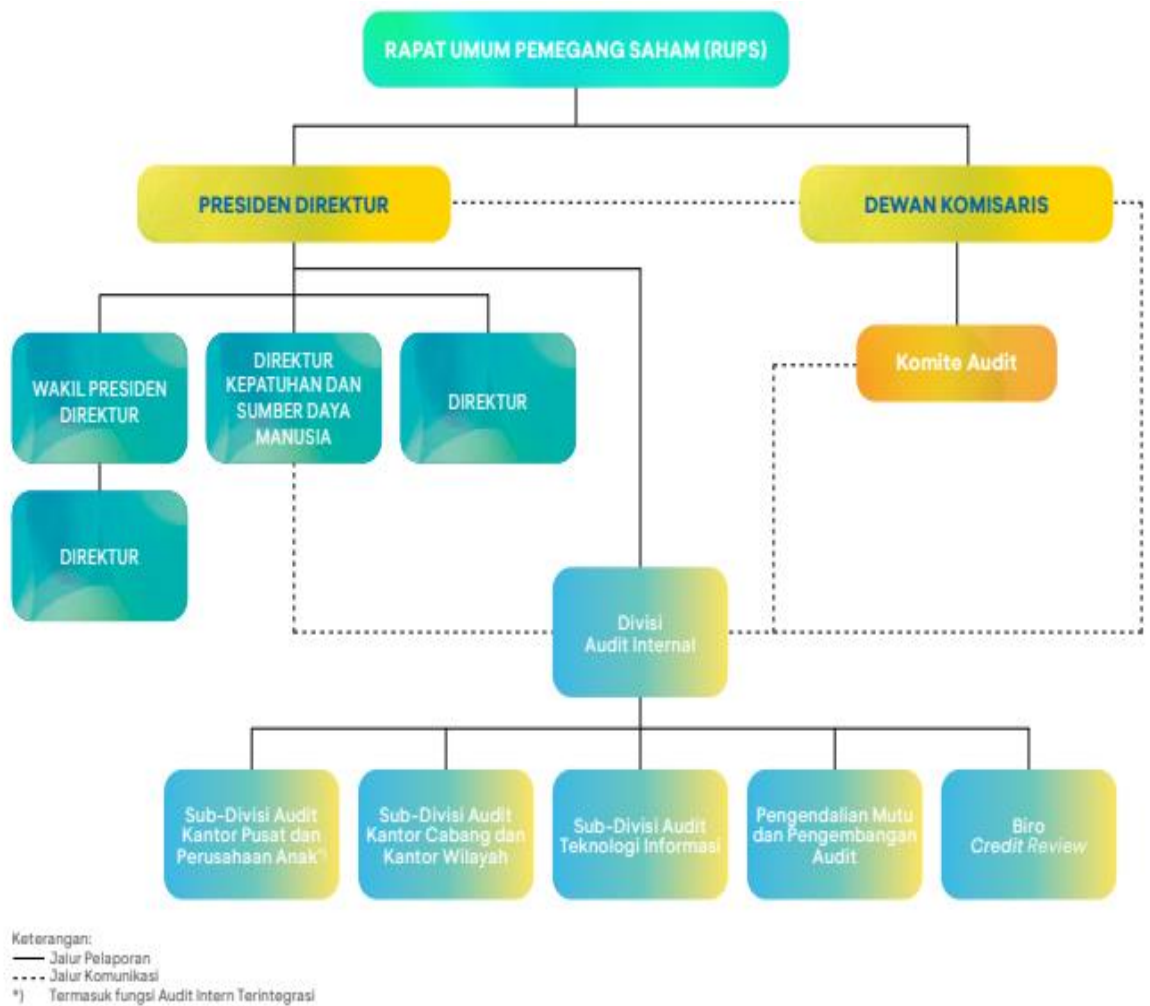 RAPAT UMUM PEMEGANG SAHAM (RUPS)
PRESIDEN DIREKTUR
DEWAN KOMISARIS
WAKIL PRESIDEN
DIREKTUR
DIREKTUR
KEPATUHAN DAN
SUMBER DAYA
MANUSIA
DIREKTUR
Komite Audit
DIREKTUR
Divisi
Audit Internal
Sub-Divisi Audit
Kantor Pusat dan
Perusahaan Anak*)
Sub-Divisi Audit
Kantor Cabang dan
Kantor Wilayah
Sub-Divisi Audit
Teknologi Informasi
Pengendalian Mutu
dan Pengembangan
Audit
Biro
Credit Review
Keterangan:
Jalur Pelaporan
Jalur Komunikasi
*) Termasuk fungsi Audit Intern Terintegrasi